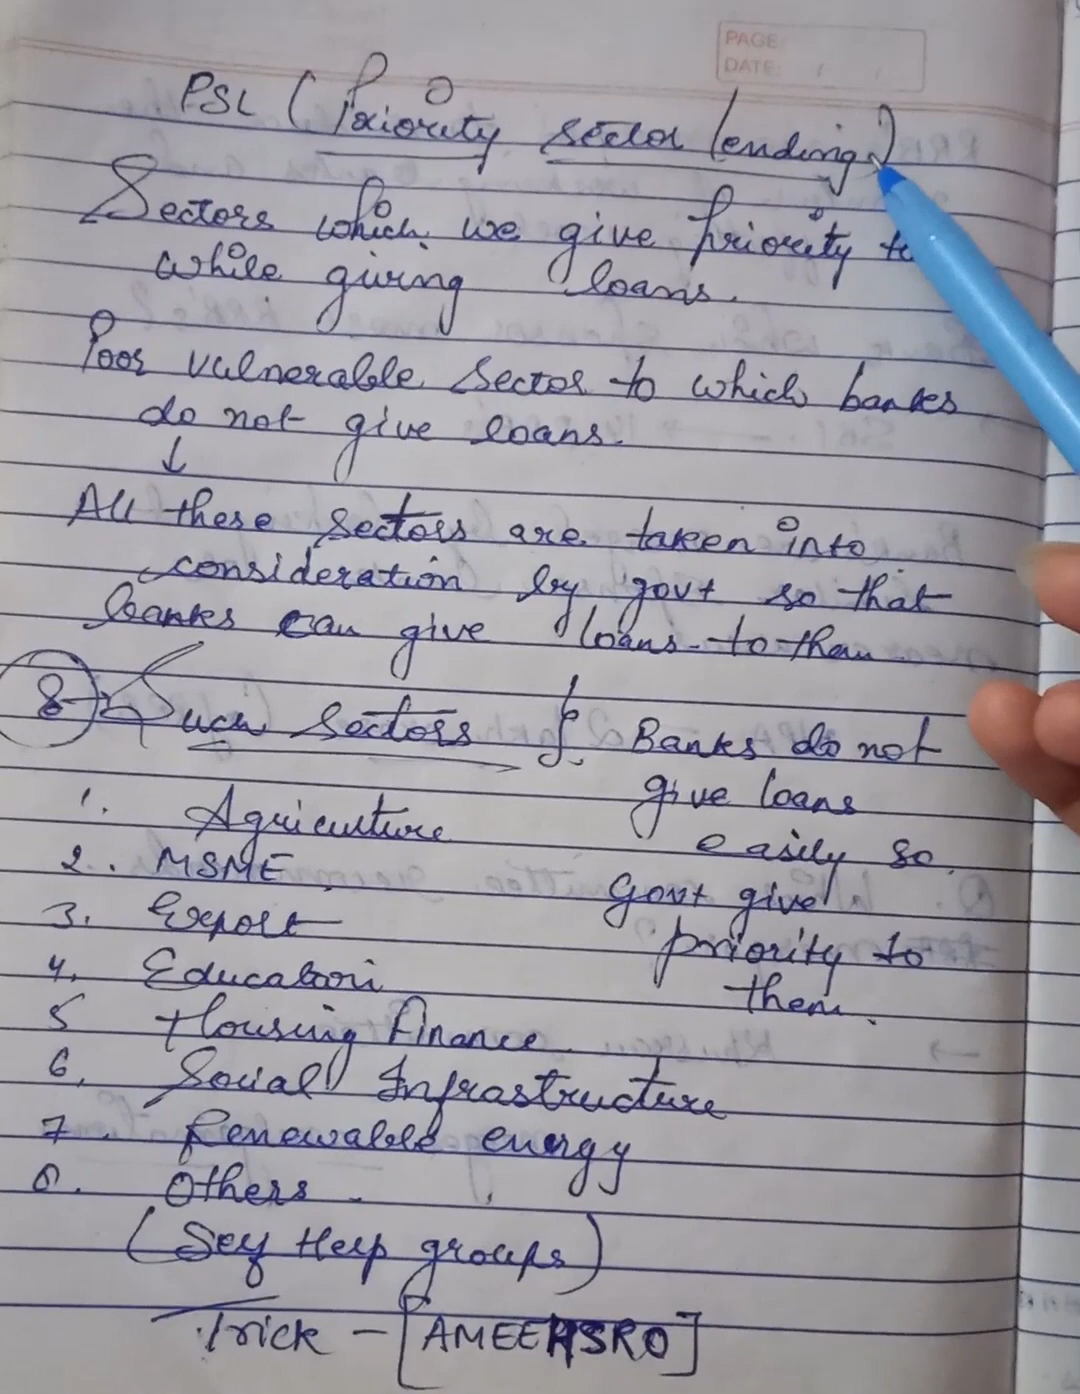 PAGE:
DATE: / /
PSL (Priority sector lending)
Sectors which we give priority to
while giving loans.
Poor vulnerable sector to which banks
do not give loans.
↓
All these sectors are taken into
consideration by govt so that
banks can give loans to them
8 → Such sectors
Banks do not
give loans
easily so
Govt give
priority to
them.
1. Agriculture
2. MSME
3. Export
4. Education
5 Housing finance
6. Social Infrastructure
7. Renewable energy
8. Others
(Self Help groups)
Trick - [AMEEHSRO]